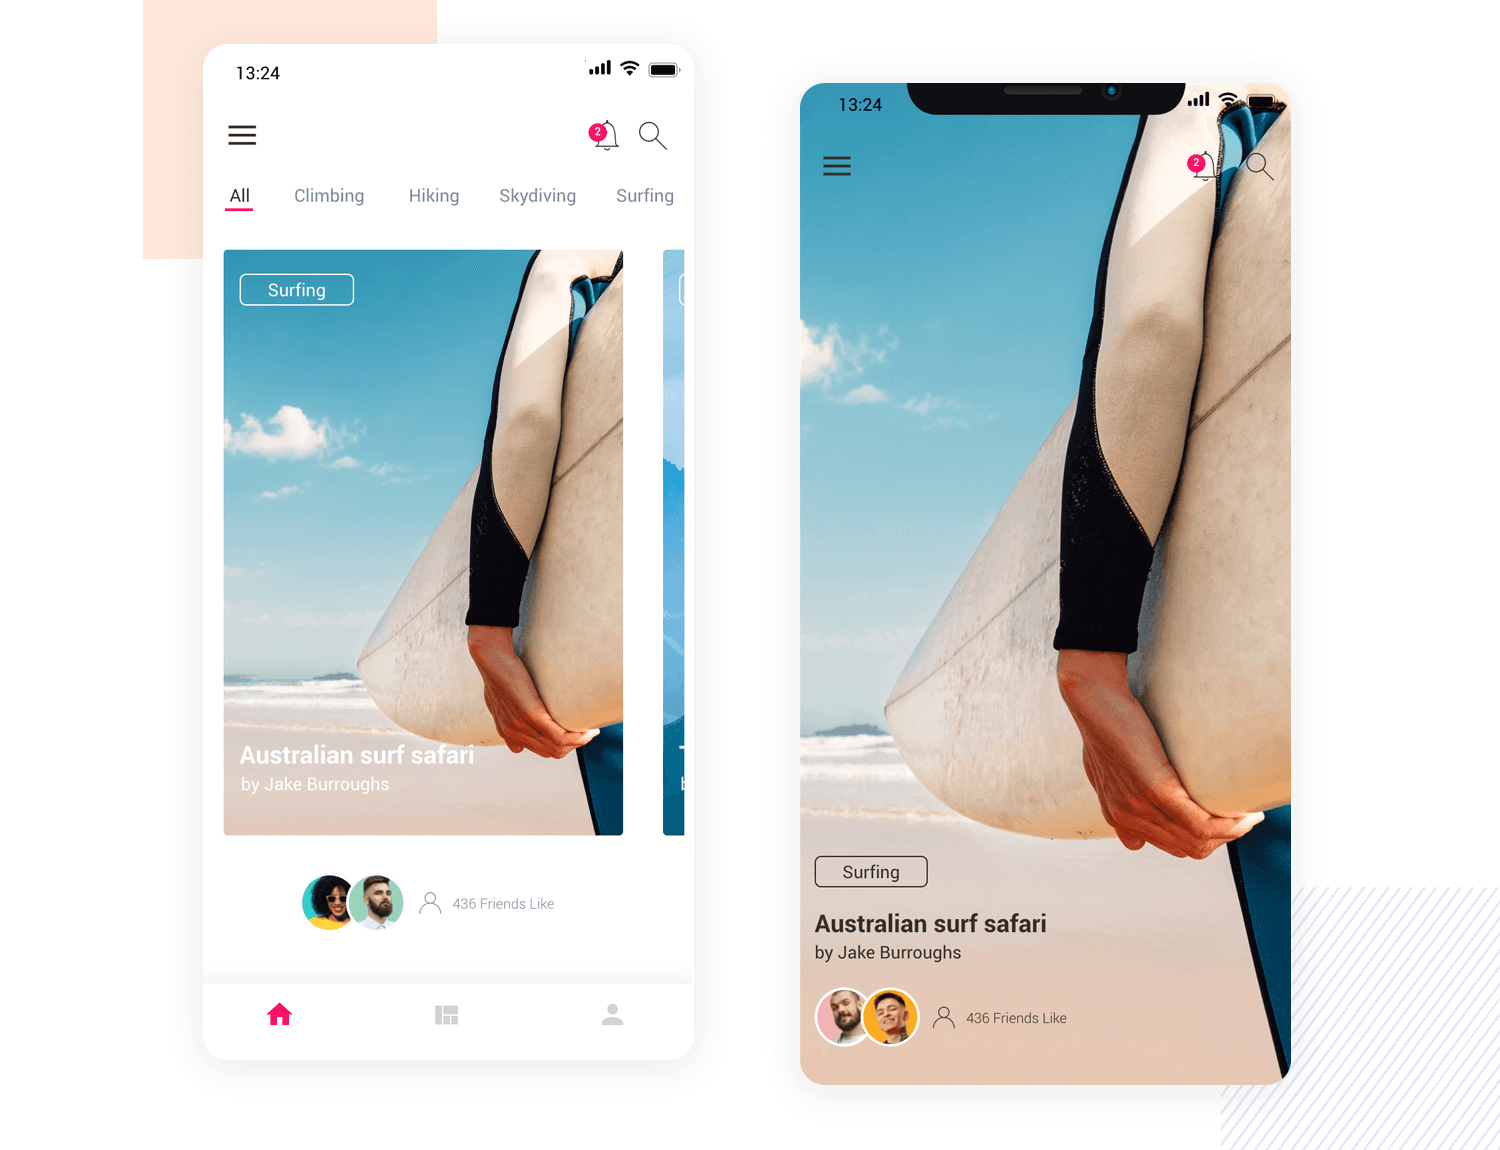 13:24
2
All Climbing Hiking Skydiving Surfing
Surfing
Australian surf safari
by Jake Burroughs
436 Friends Like
13:24
2
Surfing
Australian surf safari
by Jake Burroughs
436 Friends Like